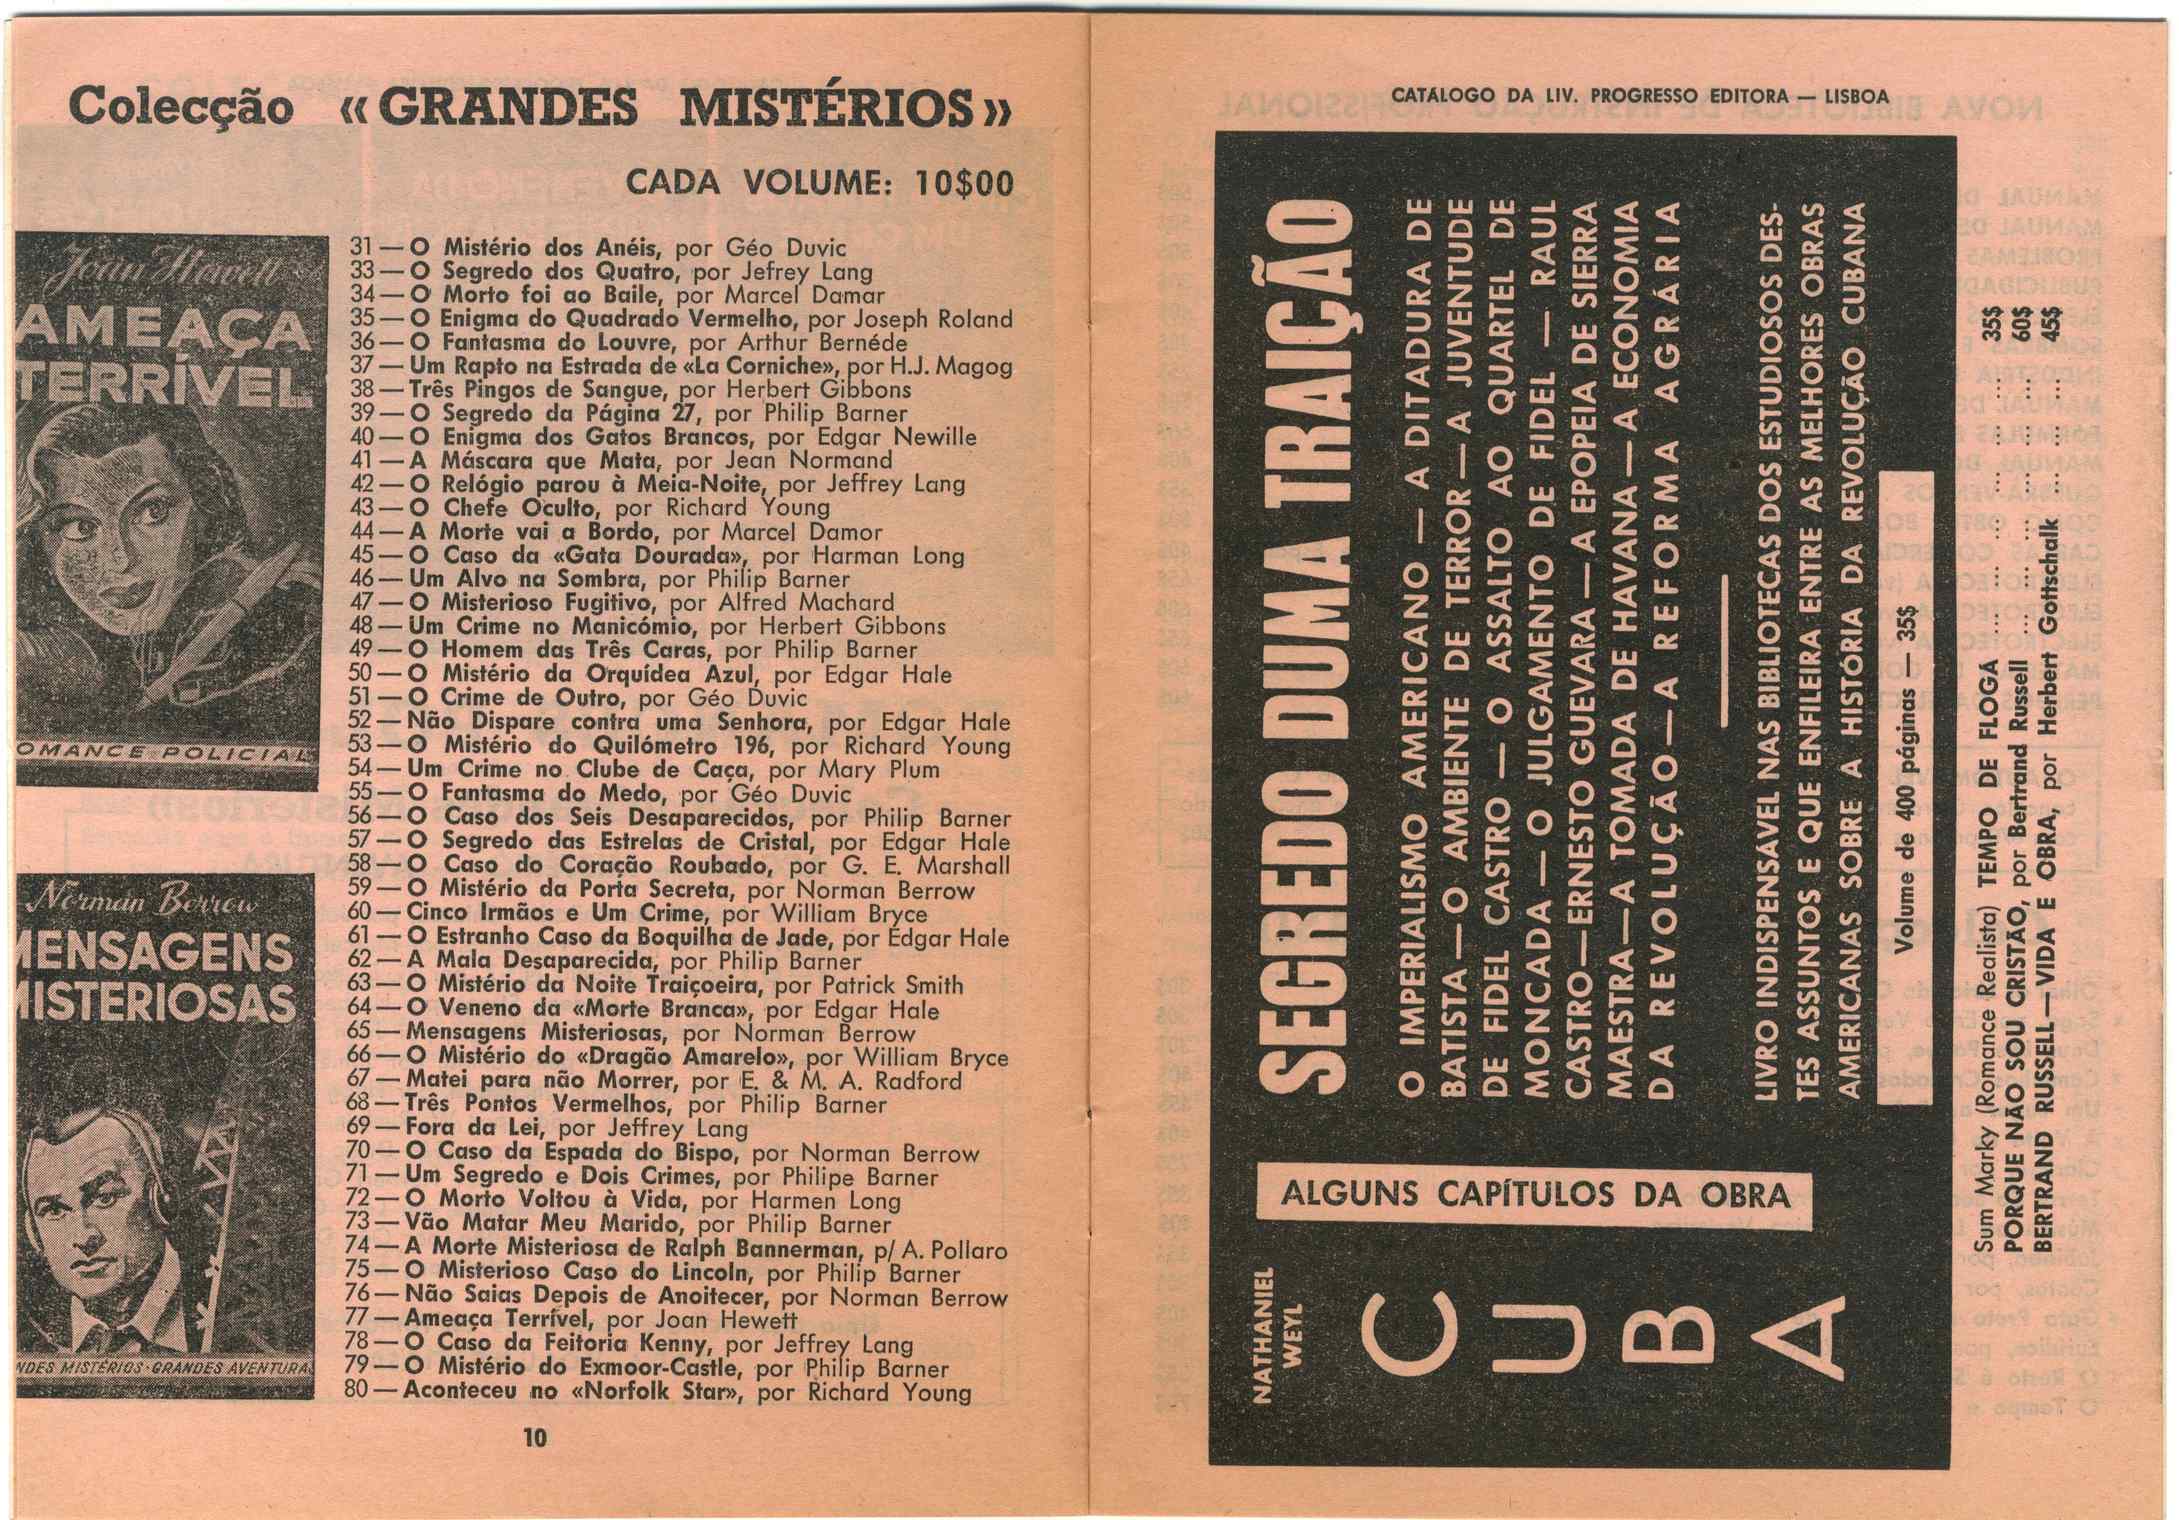 Colecção «GRANDES MISTÉRIOS»
CADA VOLUME: 10$00
Joan Hewett
AMEAÇA
TERRÍVEL
OMANCE POLICIAL
Norman Berrow
MENSAGENS
MISTERIOSAS
NDES MISTÉRIOS-GRANDES AVENTURA
31—O Mistério dos Anéis, por Géo Duvic
33—O Segredo dos Quatro, por Jefrey Lang
34—O Morto foi ao Baile, por Marcel Damar
35—O Enigma do Quadrado Vermelho, por Joseph Roland
36—O Fantasma do Louvre, por Arthur Bernéde
37—Um Rapto na Estrada de «La Corniche», por H.J. Magog
38—Três Pingos de Sangue, por Herbert Gibbons
39—O Segredo da Página 27, por Philip Barner
40—O Enigma dos Gatos Brancos, por Edgar Newille
41—A Máscara que Mata, por Jean Normand
42—O Relógio parou à Meia-Noite, por Jeffrey Lang
43—O Chefe Oculto, por Richard Young
44—A Morte vai a Bordo, por Marcel Damor
45—O Caso da «Gata Dourada», por Harman Long
46—Um Alvo na Sombra, por Philip Barner
47—O Misterioso Fugitivo, por Alfred Machard
48—Um Crime no Manicómio, por Herbert Gibbons
49—O Homem das Três Caras, por Philip Barner
50—O Mistério da Orquídea Azul, por Edgar Hale
51—O Crime de Outro, por Géo Duvic
52—Não Dispare contra uma Senhora, por Edgar Hale
53—O Mistério do Quilómetro 196, por Richard Young
54—Um Crime no Clube de Caça, por Mary Plum
55—O Fantasma do Medo, por Géo Duvic
56—O Caso dos Seis Desaparecidos, por Philip Barner
57—O Segredo das Estrelas de Cristal, por Edgar Hale
58—O Caso do Coração Roubado, por G. E. Marshall
59—O Mistério da Porta Secreta, por Norman Berrow
60—Cinco Irmãos e Um Crime, por William Bryce
61—O Estranho Caso da Boquilha de Jade, por Édgar Hale
62—A Mala Desaparecida, por Philip Barner
63—O Mistério da Noite Traiçoeira, por Patrick Smith
64—O Veneno da «Morte Branca», por Edgar Hale
65—Mensagens Misteriosas, por Norman Berrow
66—O Mistério do «Dragão Amarelo», por William Bryce
67—Matei para não Morrer, por E. & M. A. Radford
68—Três Pontos Vermelhos, por Philip Barner
69—Fora da Lei, por Jeffrey Lang
70—O Caso da Espada do Bispo, por Norman Berrow
71—Um Segredo e Dois Crimes, por Philipe Barner
72—O Morto Voltou à Vida, por Harmen Long
73—Vão Matar Meu Marido, por Philip Barner
74—A Morte Misteriosa de Ralph Bannerman, p/ A. Pollaro
75—O Misterioso Caso do Lincoln, por Philip Barner
76—Não Saias Depois de Anoitecer, por Norman Berrow
77—Ameaça Terrível, por Joan Hewett
78—O Caso da Feitoria Kenny, por Jeffrey Lang
79—O Mistério do Exmoor-Castle, por Philip Barner
80—Aconteceu no «Norfolk Star», por Richard Young
10
CATÁLOGO DA LIV. PROGRESSO EDITORA — LISBOA
NATHANIEL
WEYL
CUBA
ALGUNS CAPÍTULOS DA OBRA
SEGREDO DUMA TRAIÇÃO
O IMPERIALISMO AMERICANO — A DITADURA DE
BATISTA — O AMBIENTE DE TERROR — A JUVENTUDE
DE FIDEL CASTRO — O ASSALTO AO QUARTEL DE
MONCADA — O JULGAMENTO DE FIDEL — RAUL
CASTRO—ERNESTO GUEVARA—A EPOPEIA DE SIERRA
MAESTRA—A TOMADA DE HAVANA—A ECONOMIA
DA REVOLUÇÃO—A REFORMA AGRÁRIA
LIVRO INDISPENSÁVEL NAS BIBLIOTECAS DOS ESTUDIOSOS DES-
TES ASSUNTOS E QUE ENFILEIRA ENTRE AS MELHORES OBRAS
AMERICANAS SOBRE A HISTÓRIA DA REVOLUÇÃO CUBANA
Volume de 400 páginas — 35$
Sum Marky (Romance Realista) TEMPO DE FLOGÁ ... ... ... ... 35$
PORQUE NÃO SOU CRISTÃO, por Bertrand Russell ... ... ... ... 60$
BERTRAND RUSSELL—VIDA E OBRA, por Herbert Gottschalk ... ... 45$